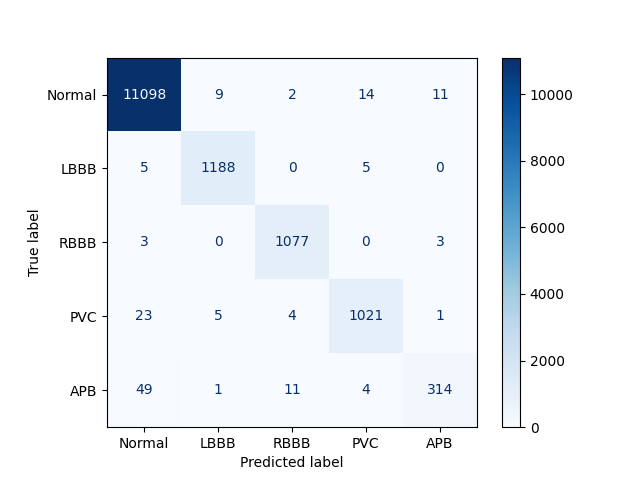 Normal 11098 9 2 14 11
LBBB 5 1188 0 5 0
RBBB 3 0 1077 0 3
PVC 23 5 4 1021 1
APB 49 1 11 4 314
Normal LBBB RBBB PVC APB
Predicted label
True label
10000
8000
6000
4000
2000
0